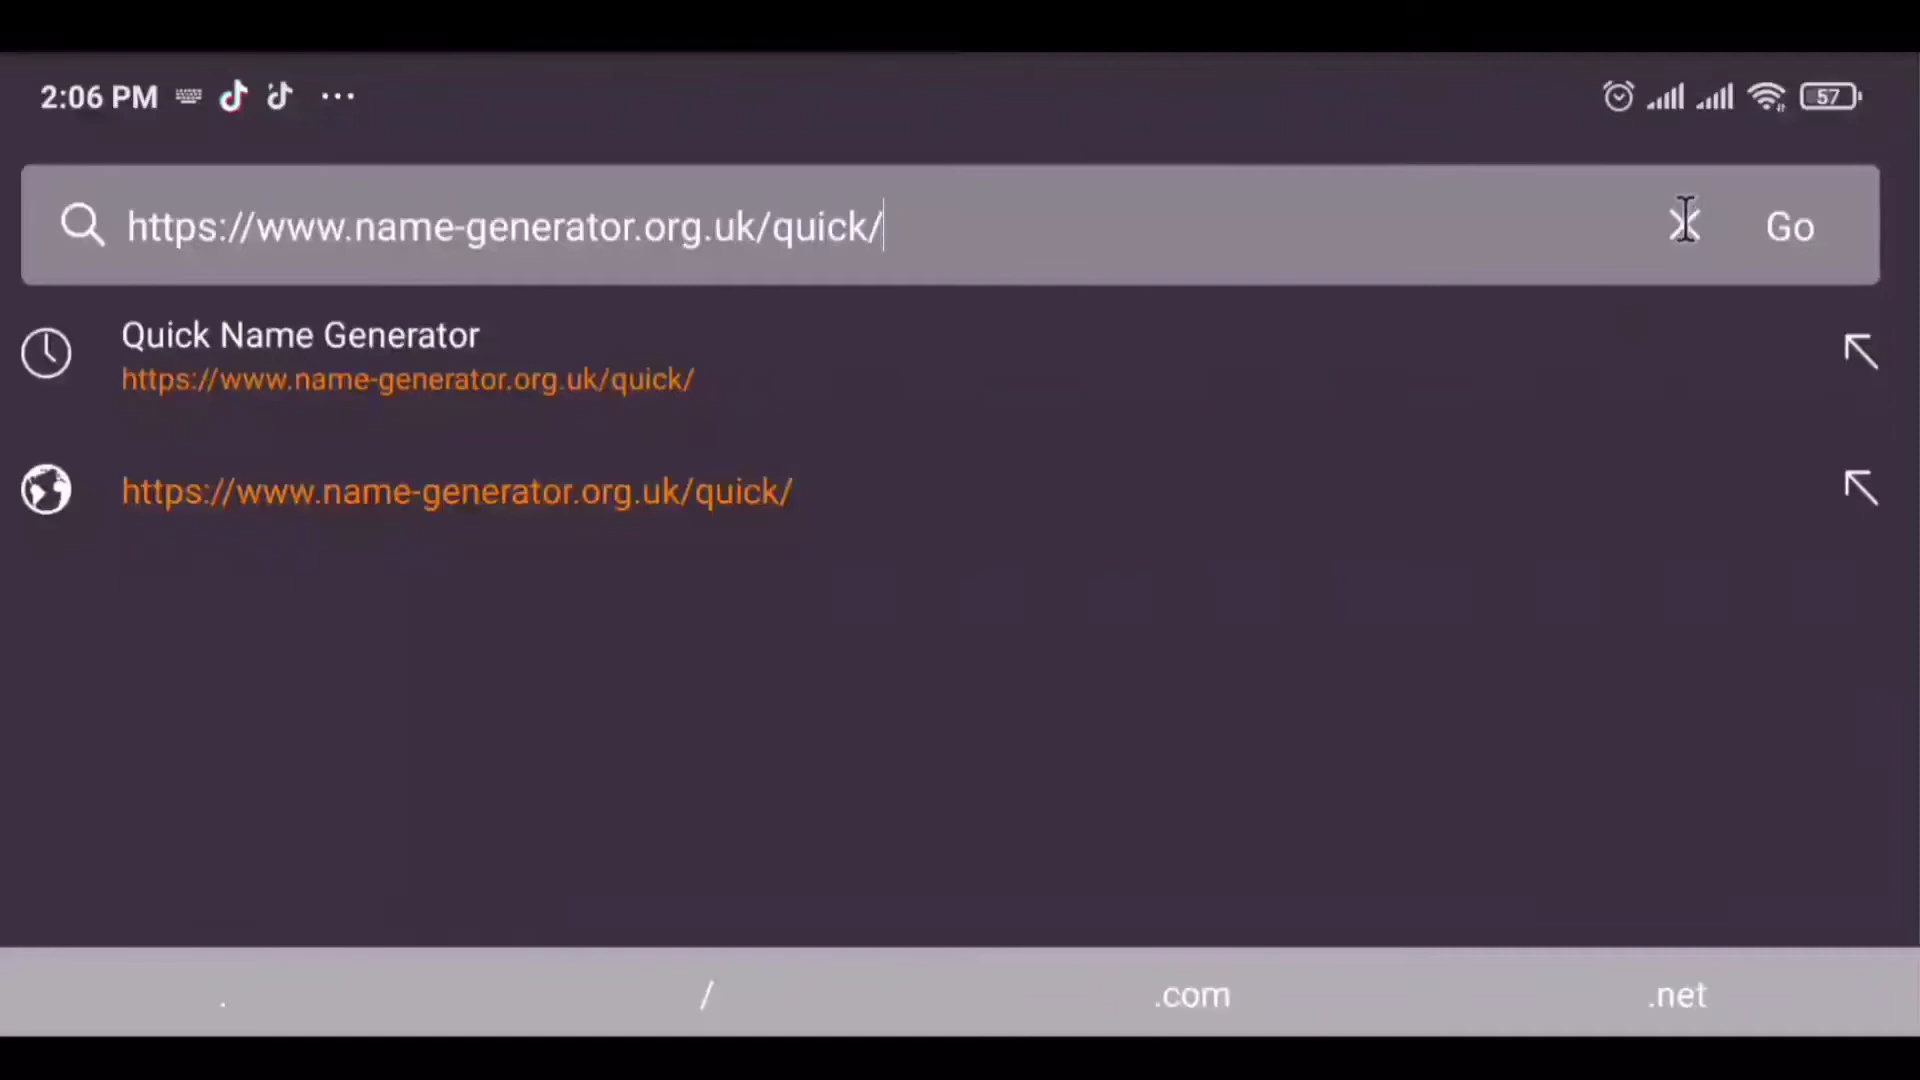 2:06 PM ... 57
https://www.name-generator.org.uk/quick/ Go
Quick Name Generator
https://www.name-generator.org.uk/quick/
https://www.name-generator.org.uk/quick/
. / .com .net